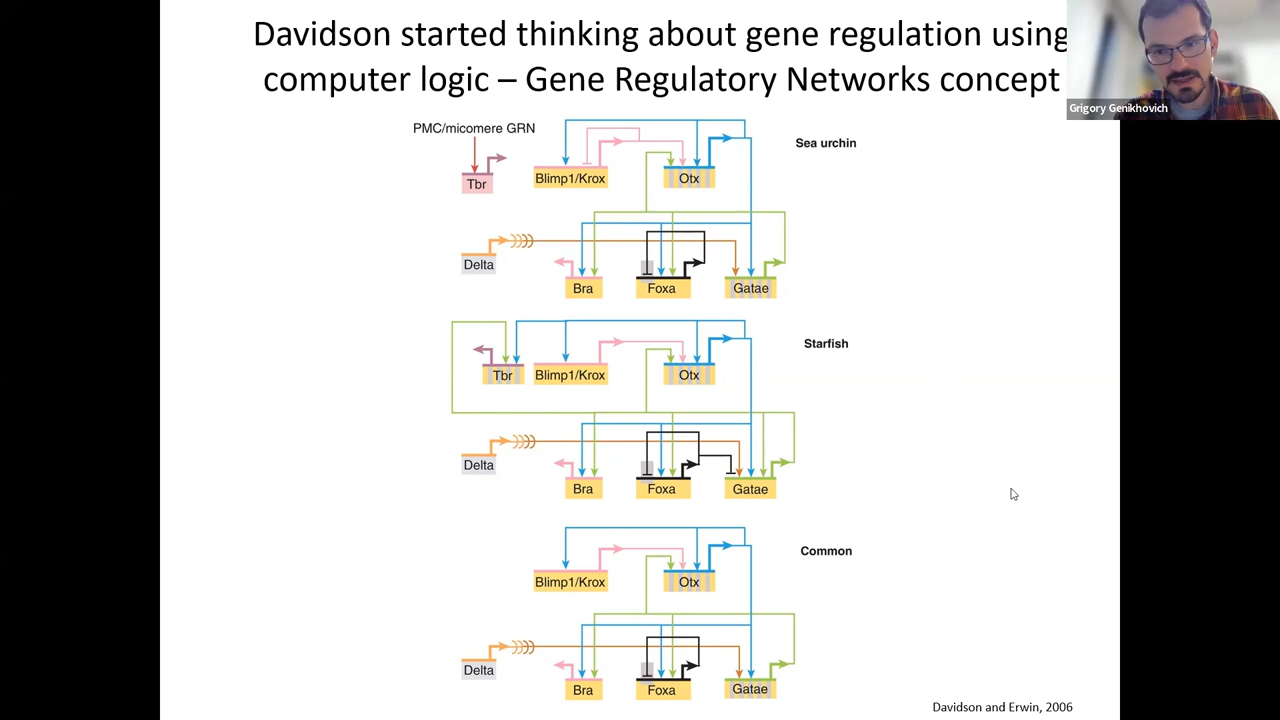 Davidson started thinking about gene regulation using
computer logic – Gene Regulatory Networks concept
Grigory Genikhovich
PMC/micomere GRN
Sea urchin
Tbr
Blimp1/Krox
Otx
Delta
Bra
Foxa
Gatae
Starfish
Tbr
Blimp1/Krox
Otx
Delta
Bra
Foxa
Gatae
Common
Blimp1/Krox
Otx
Delta
Bra
Foxa
Gatae
Davidson and Erwin, 2006